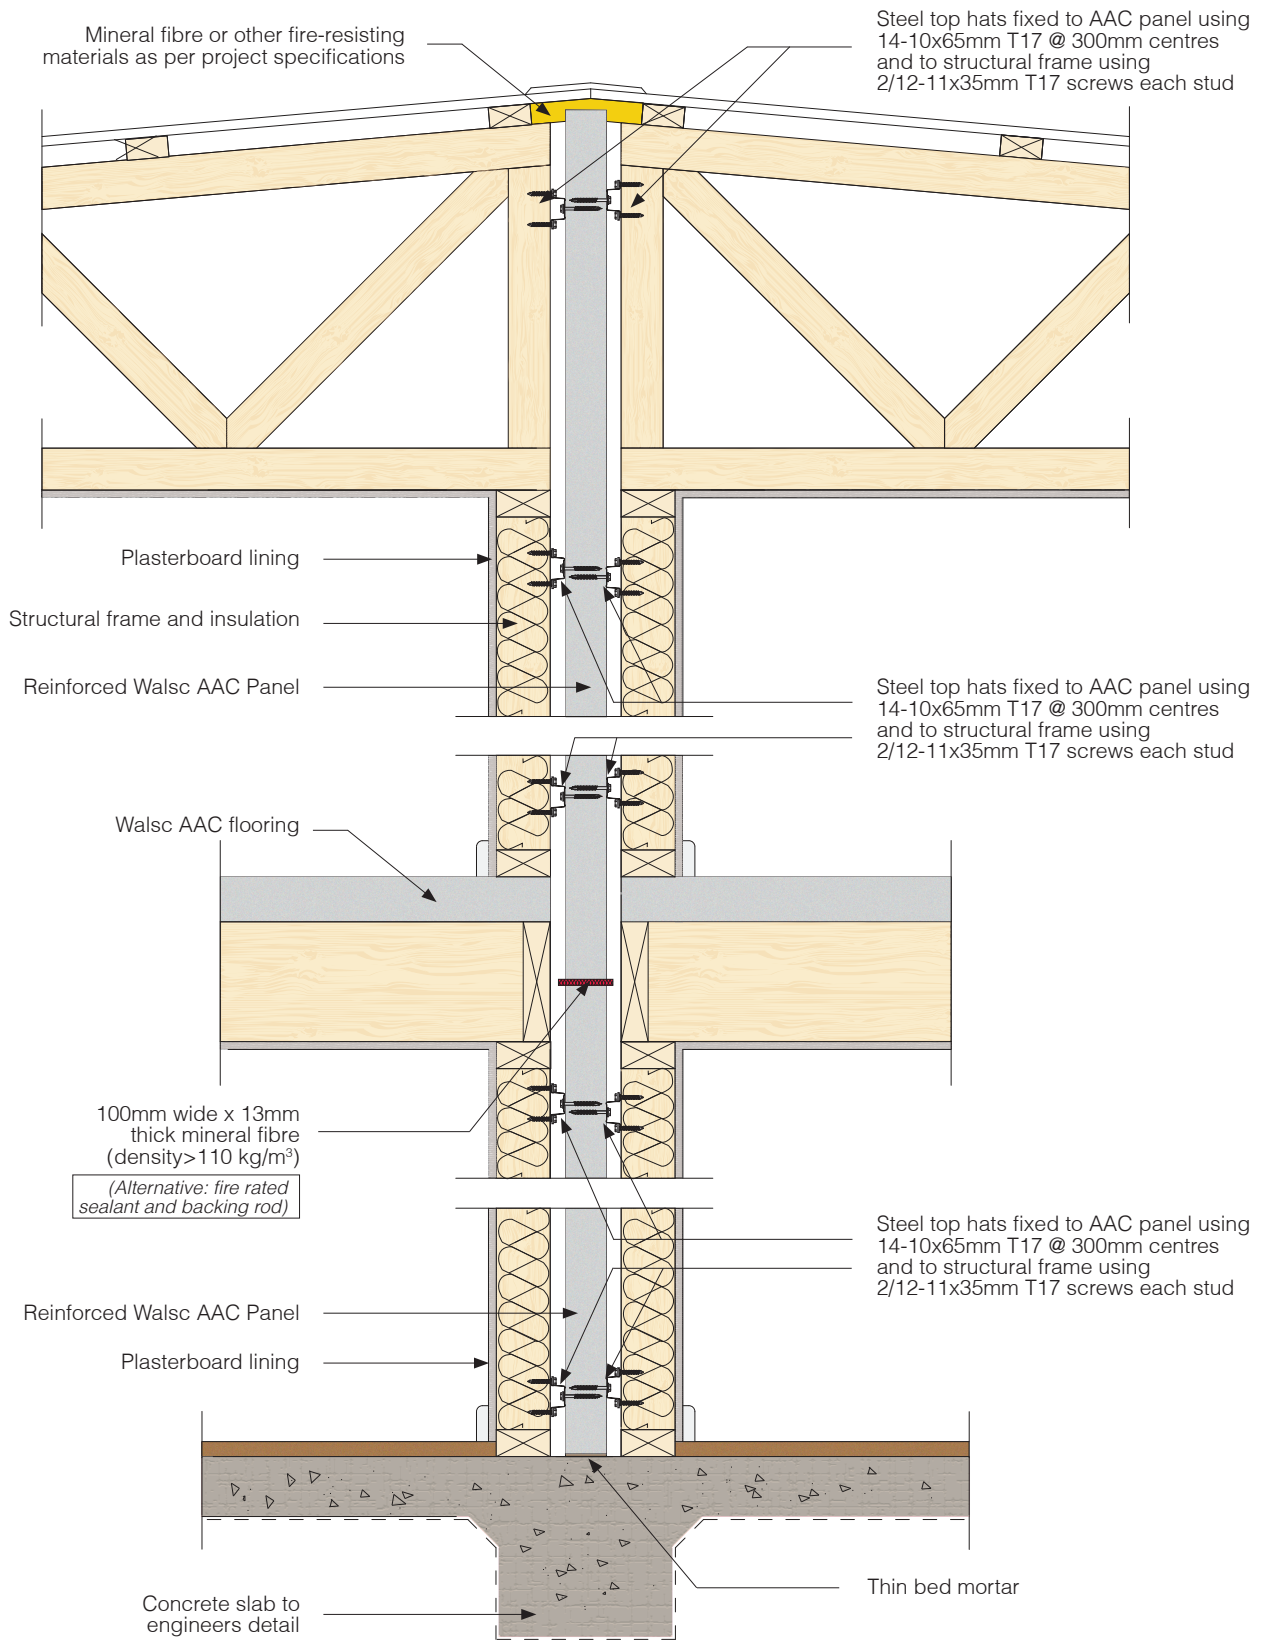 Mineral fibre or other fire-resisting
materials as per project specifications
Steel top hats fixed to AAC panel using
14-10x65mm T17 @ 300mm centres
and to structural frame using
2/12-11x35mm T17 screws each stud
Plasterboard lining
Structural frame and insulation
Reinforced Walsc AAC Panel
Steel top hats fixed to AAC panel using
14-10x65mm T17 @ 300mm centres
and to structural frame using
2/12-11x35mm T17 screws each stud
Walsc AAC flooring
100mm wide x 13mm
thick mineral fibre
(density>110 kg/m³)
(Alternative: fire rated
sealant and backing rod)
Steel top hats fixed to AAC panel using
14-10x65mm T17 @ 300mm centres
and to structural frame using
2/12-11x35mm T17 screws each stud
Reinforced Walsc AAC Panel
Plasterboard lining
Thin bed mortar
Concrete slab to
engineers detail